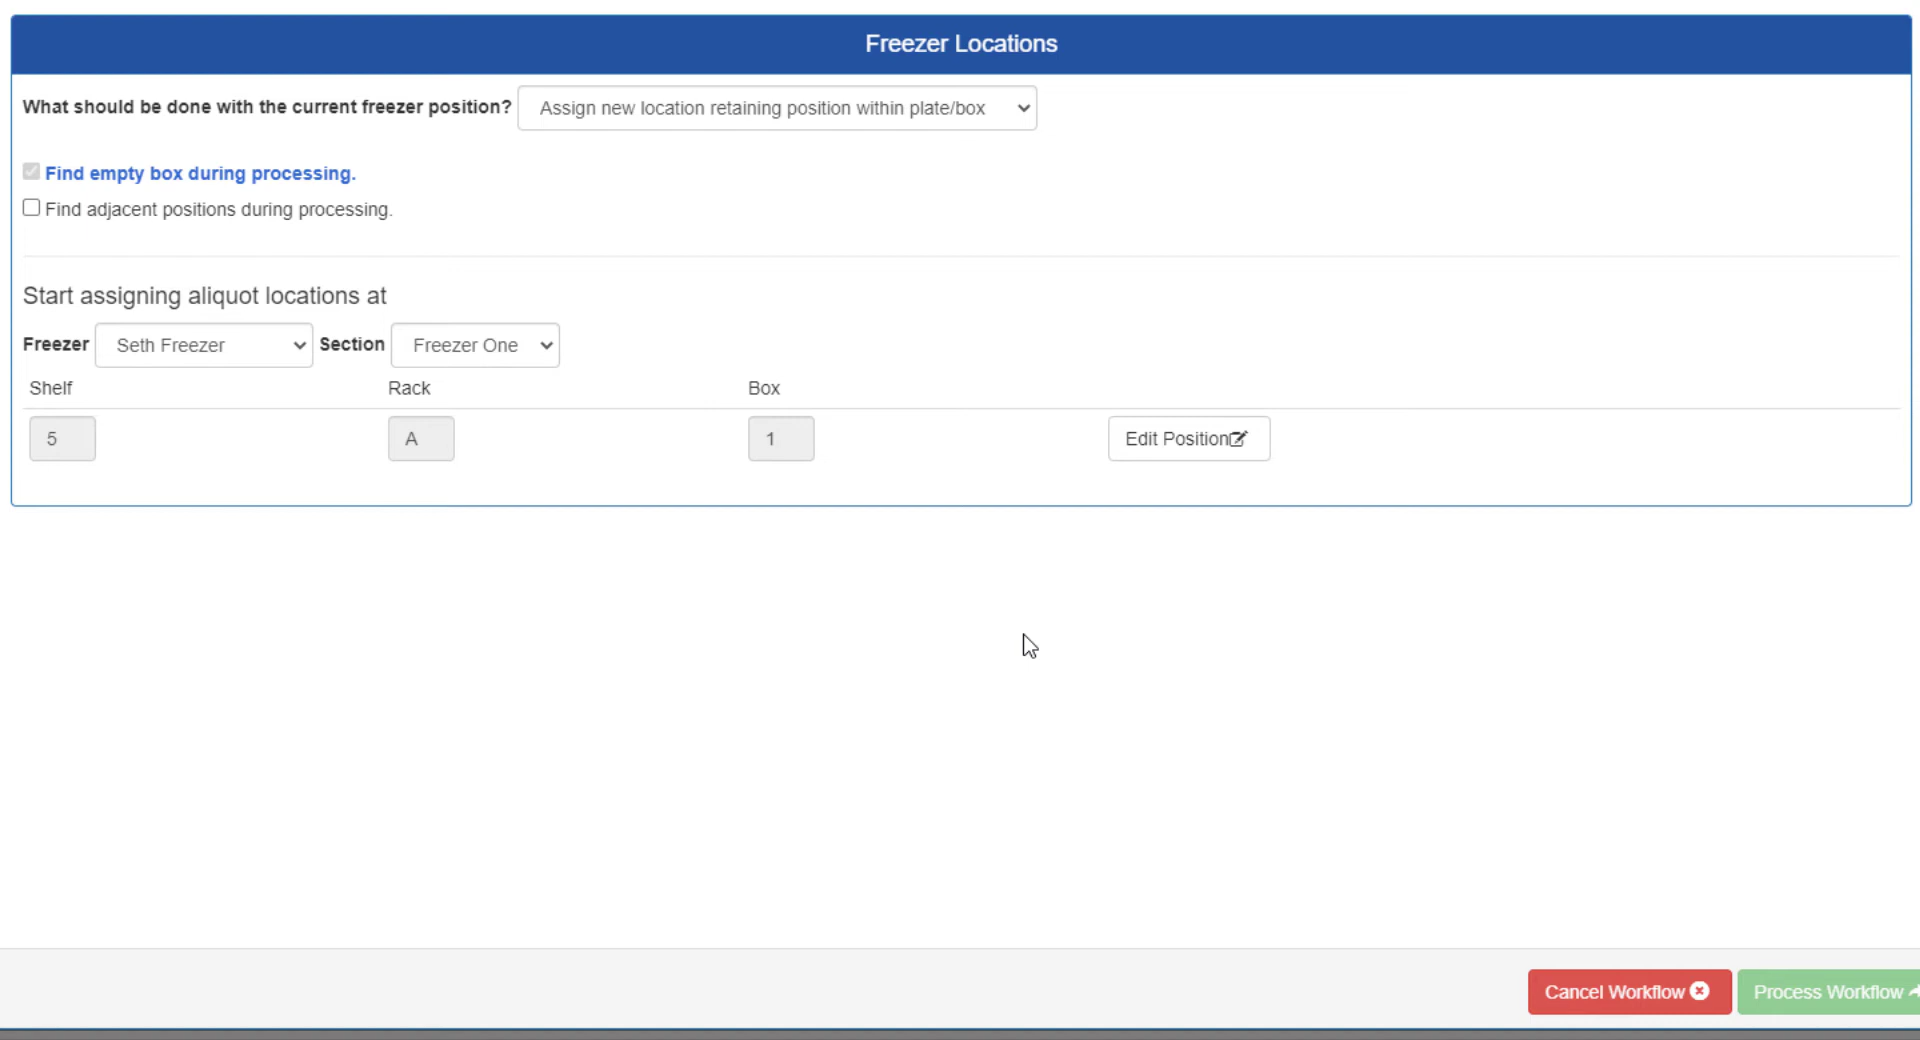 Freezer Locations
What should be done with the current freezer position? Assign new location retaining position within plate/box
Find empty box during processing.
Find adjacent positions during processing.
Start assigning aliquot locations at
Freezer Seth Freezer Section Freezer One
Shelf Rack Box
5 A 1 Edit Position
Cancel Workflow Process Workflow